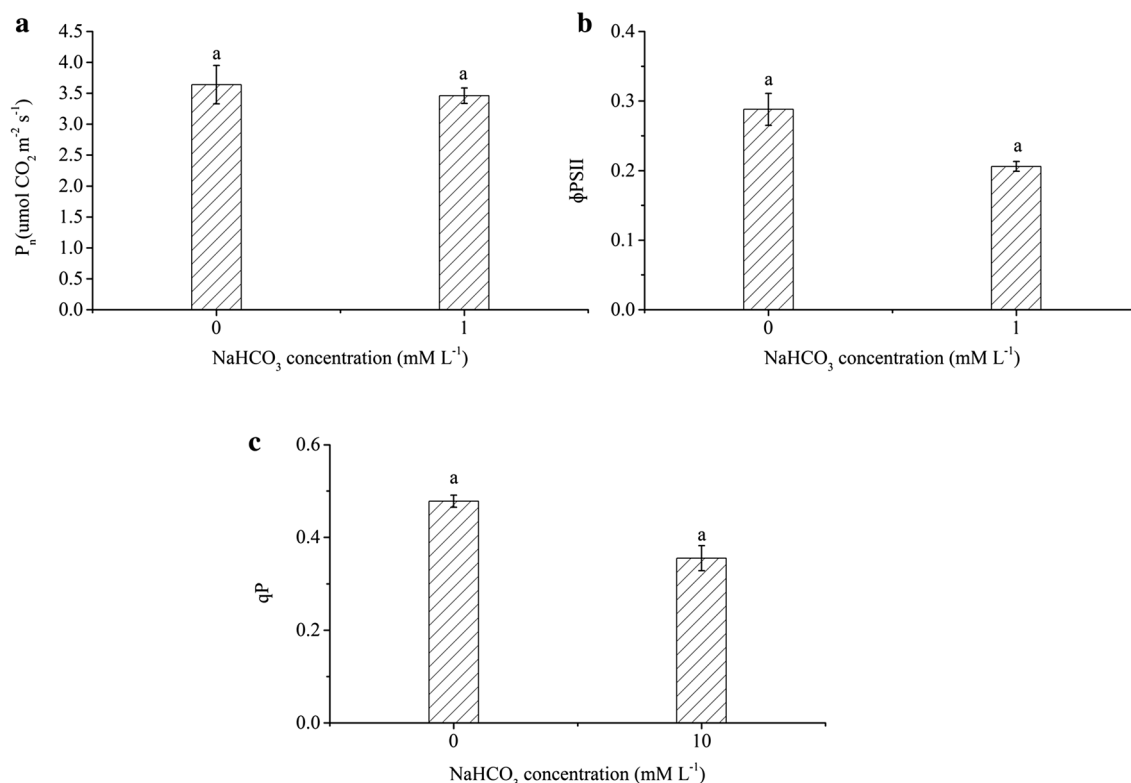 a
4.5
4.0
3.5
3.0
2.5
2.0
1.5
1.0
0.5
0.0
Pₙ(umol CO₂ m⁻² s⁻¹)
a
a
0
1
NaHCO₃ concentration (mM L⁻¹)
b
0.4
0.3
0.2
0.1
0.0
ϕPSII
a
a
0
1
NaHCO₃ concentration (mM L⁻¹)
c
0.6
0.4
0.2
0.0
qP
a
a
0
10
NaHCO₃ concentration (mM L⁻¹)